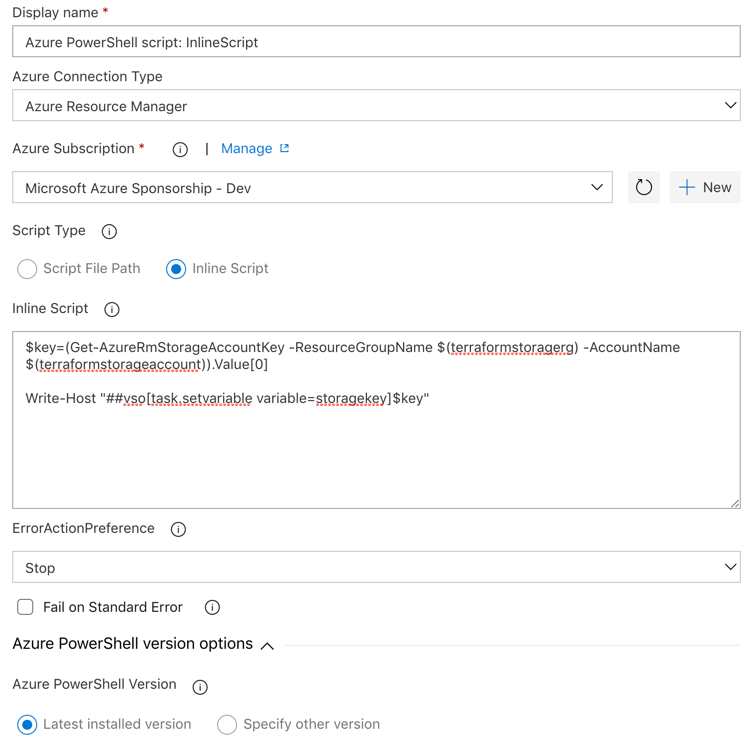 Display name *
Azure PowerShell script: InlineScript
Azure Connection Type
Azure Resource Manager
Azure Subscription * | Manage
Microsoft Azure Sponsorship - Dev
New
Script Type
Script File Path Inline Script
Inline Script
$key=(Get-AzureRmStorageAccountKey -ResourceGroupName $(terraformstoragerg) -AccountName
$(terraformstorageaccount)).Value[0]
Write-Host "##vso[task.setvariable variable=storagekey]$key"
ErrorActionPreference
Stop
Fail on Standard Error
Azure PowerShell version options
Azure PowerShell Version
Latest installed version Specify other version